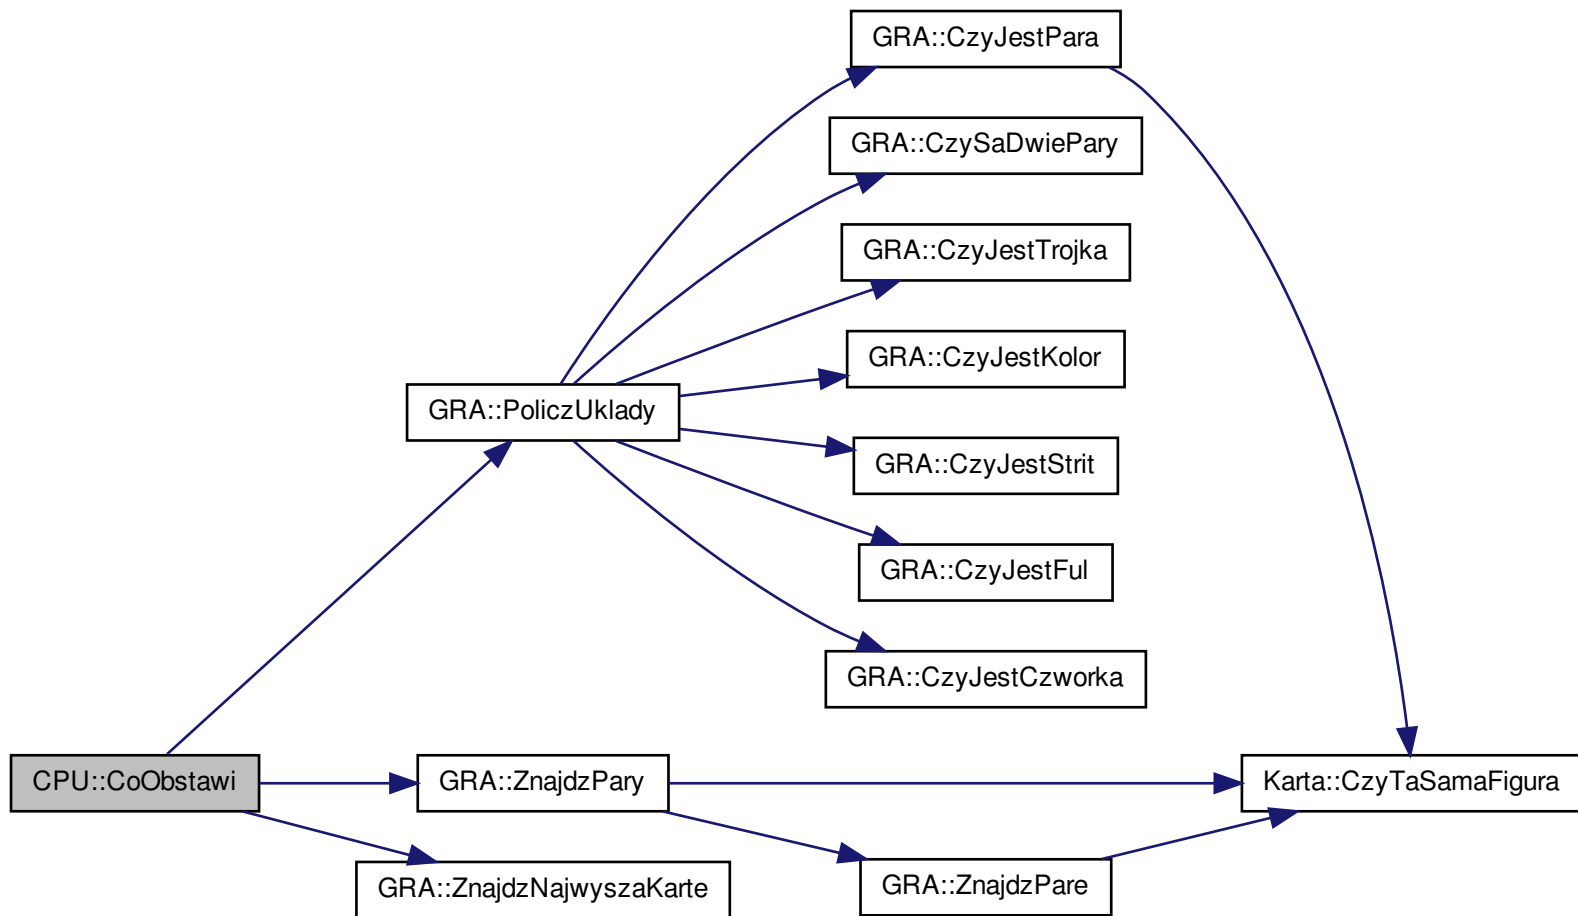 GRA::CzyJestPara
GRA::CzySaDwiePary
GRA::CzyJestTrojka
GRA::CzyJestKolor
GRA::PoliczUklady
GRA::CzyJestStrit
GRA::CzyJestFul
GRA::CzyJestCzworka
CPU::CoObstawi
GRA::ZnajdzPary
Karta::CzyTaSamaFigura
GRA::ZnajdzNajwyszaKarte
GRA::ZnajdzPare